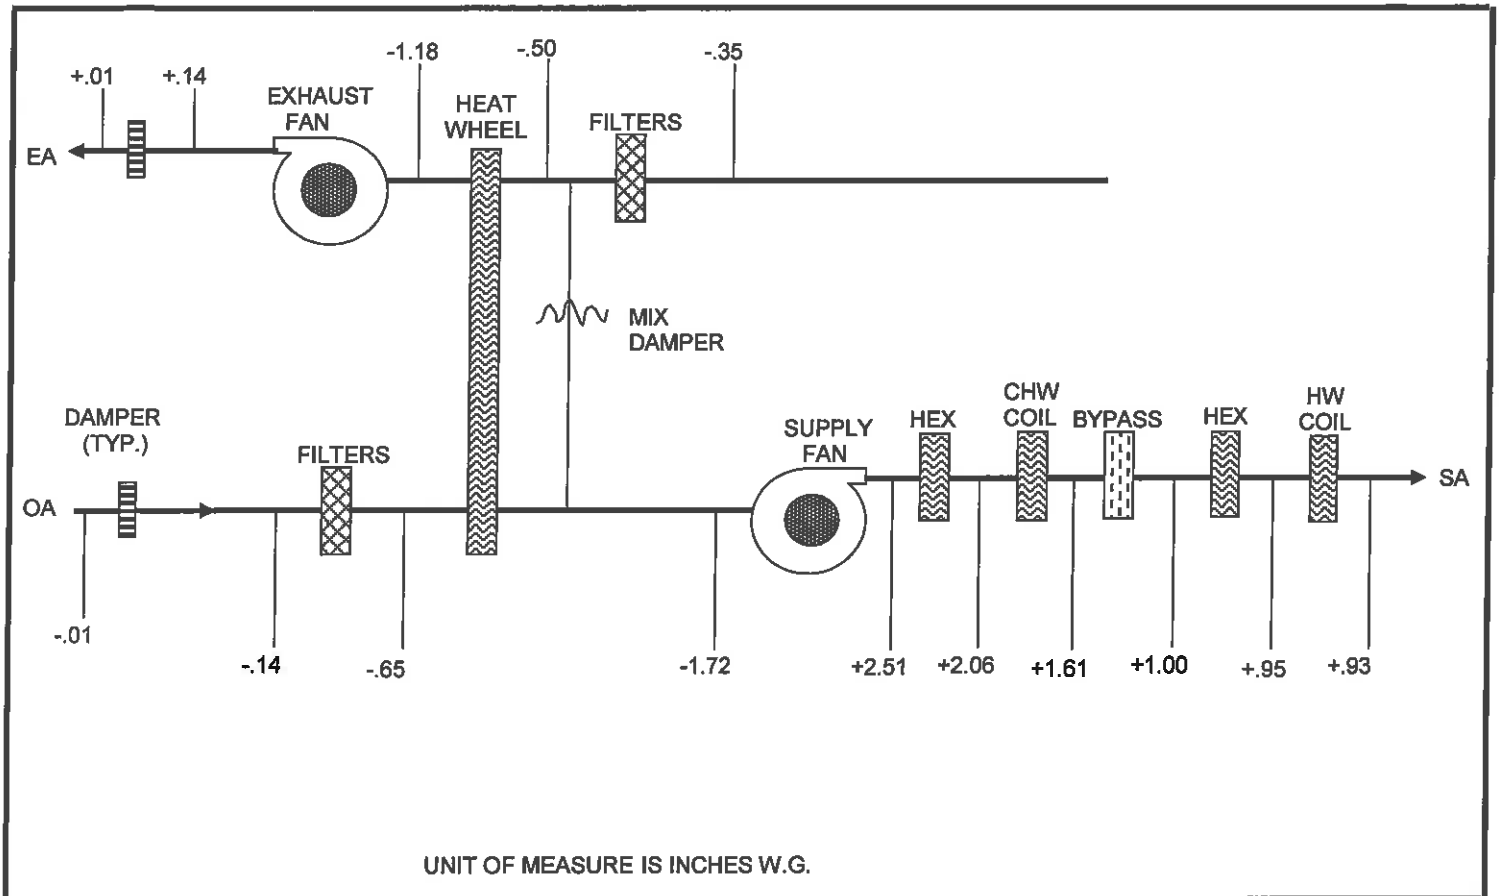 -1.18
-.50
-.35
+.01
+.14
EXHAUST
FAN
HEAT
WHEEL
FILTERS
EA
MIX
DAMPER
DAMPER
(TYP.)
FILTERS
SUPPLY
FAN
HEX
CHW
COIL
BYPASS
HEX
HW
COIL
OA
SA
-.01
-.14
-.65
-1.72
+2.51
+2.06
+1.61
+1.00
+.95
+.93
UNIT OF MEASURE IS INCHES W.G.